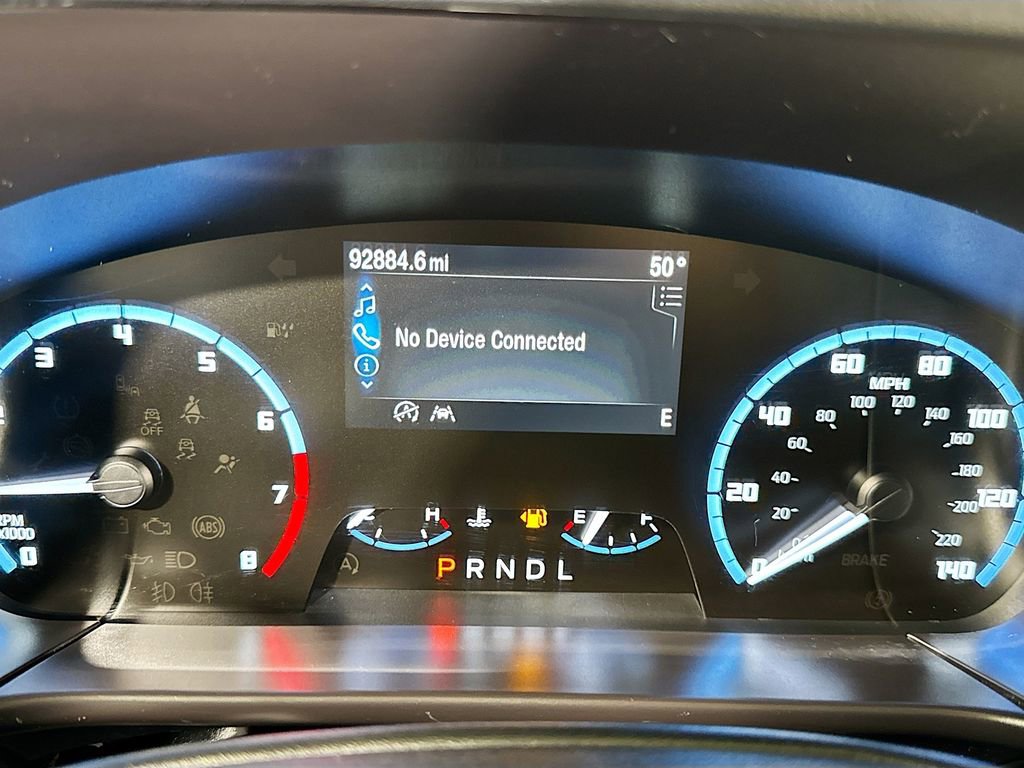 92884.6 mi 50°
No Device Connected
E
3 4 5 6 7 8
RPM
x1000
0
OFF
ABS
H
E F
P R N D L
0 20 40 60 80 100 120 140
MPH
20 40 60 80 100 120 140 160 180 200 220
BRAKE